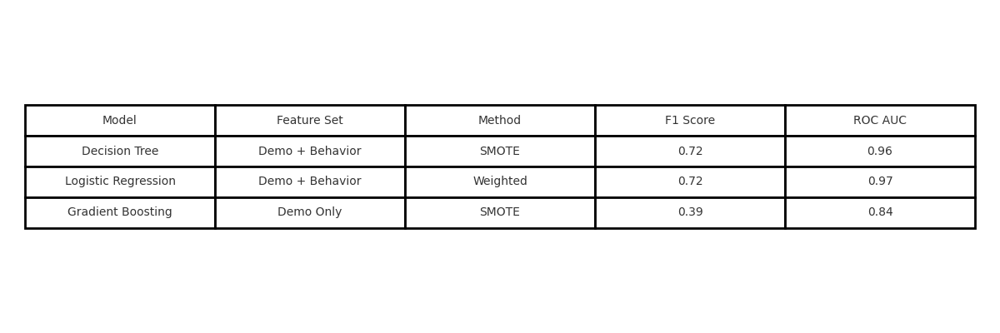 Model Feature Set Method F1 Score ROC AUC
Decision Tree Demo + Behavior SMOTE 0.72 0.96
Logistic Regression Demo + Behavior Weighted 0.72 0.97
Gradient Boosting Demo Only SMOTE 0.39 0.84